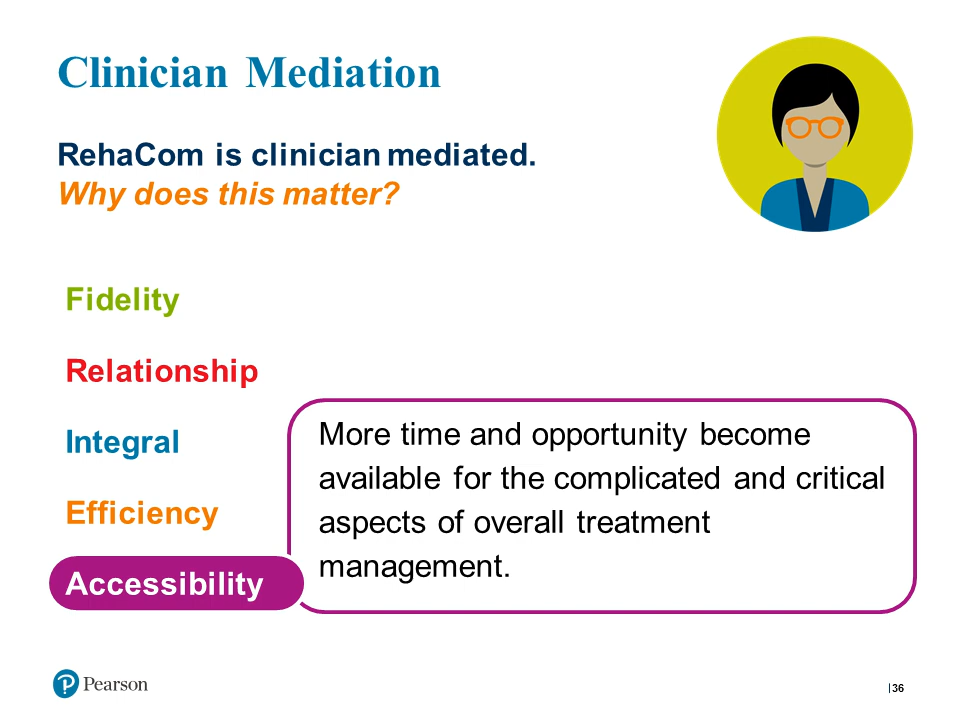 Clinician Mediation
RehaCom is clinician mediated.
Why does this matter?
Fidelity
Relationship
Integral
Efficiency
Accessibility
More time and opportunity become
available for the complicated and critical
aspects of overall treatment
management.
Pearson
|36